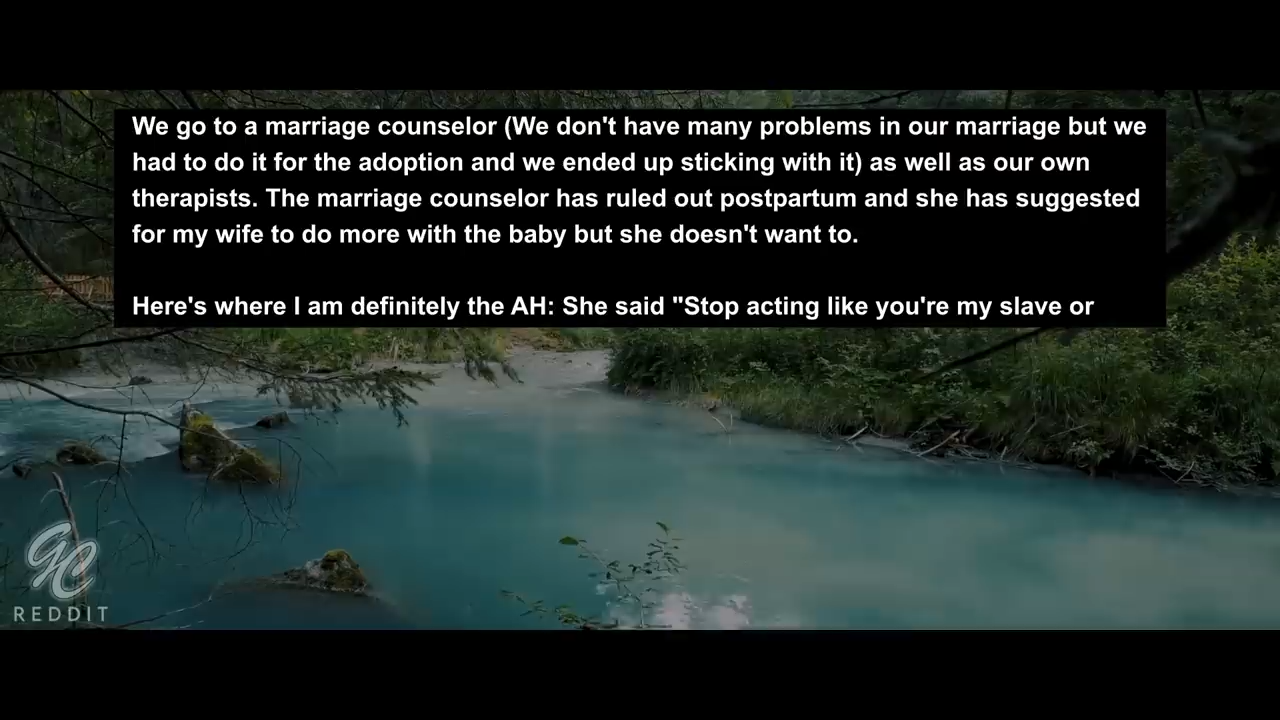 We go to a marriage counselor (We don't have many problems in our marriage but we
had to do it for the adoption and we ended up sticking with it) as well as our own
therapists. The marriage counselor has ruled out postpartum and she has suggested
for my wife to do more with the baby but she doesn't want to.
Here's where I am definitely the AH: She said "Stop acting like you're my slave or
GC
REDDIT